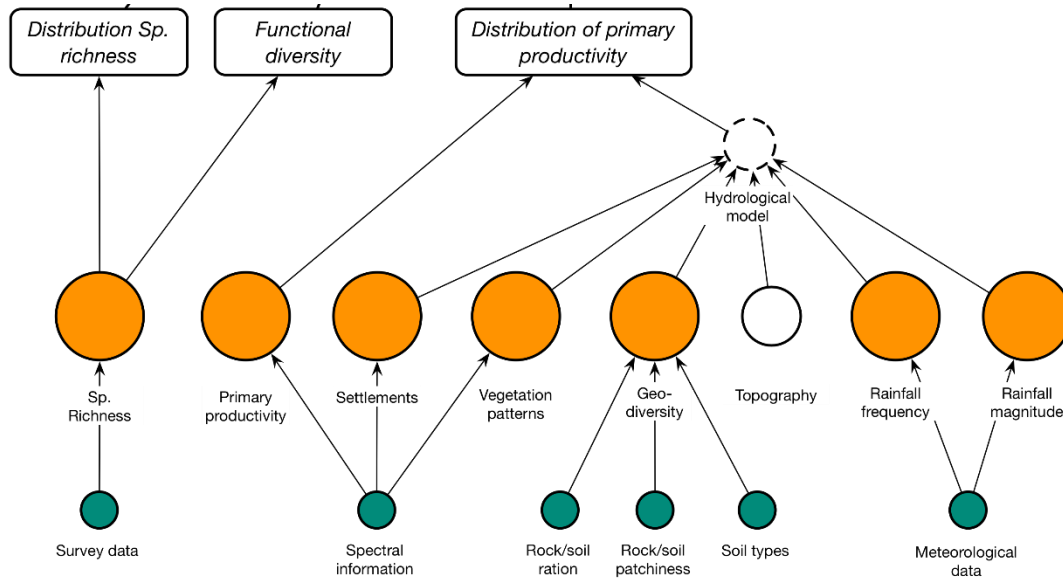 Distribution Sp.
richness
Functional
diversity
Distribution of primary
productivity
Hydrological
model
Sp.
Richness
Primary
productivity
Settlements
Vegetation
patterns
Geo-
diversity
Topography
Rainfall
frequency
Rainfall
magnitude
Survey data
Spectral
information
Rock/soil
ration
Rock/soil
patchiness
Soil types
Meteorological
data